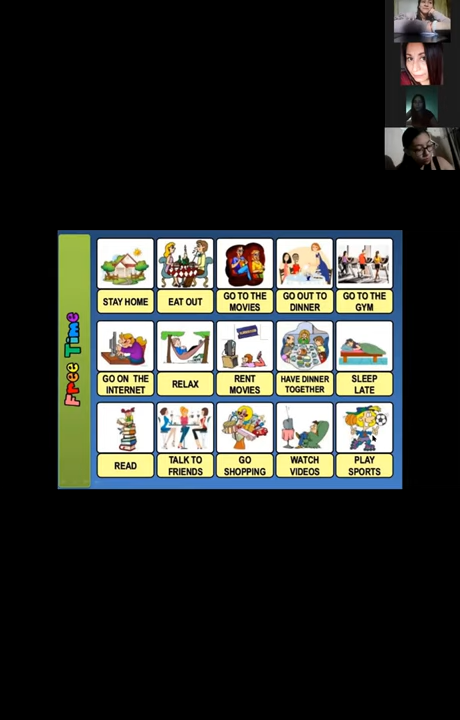 Free Time
STAY HOME
EAT OUT
GO TO THE
MOVIES
GO OUT TO
DINNER
GO TO THE
GYM
GO ON THE
INTERNET
RELAX
RENT
MOVIES
HAVE DINNER
TOGETHER
SLEEP
LATE
READ
TALK TO
FRIENDS
GO
SHOPPING
WATCH
VIDEOS
PLAY
SPORTS